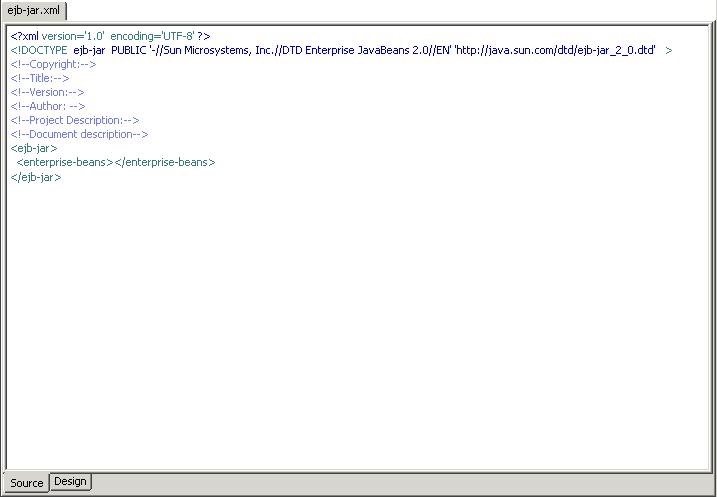 ejb-jar.xml
<?xml version='1.0' encoding='UTF-8' ?>
<!DOCTYPE ejb-jar PUBLIC '-//Sun Microsystems, Inc.//DTD Enterprise JavaBeans 2.0//EN' 'http://java.sun.com/dtd/ejb-jar_2_0.dtd' >
<!--Copyright:-->
<!--Title:-->
<!--Version:-->
<!--Author: -->
<!--Project Description:-->
<!--Document description-->
<ejb-jar>
<enterprise-beans></enterprise-beans>
</ejb-jar>
Source Design